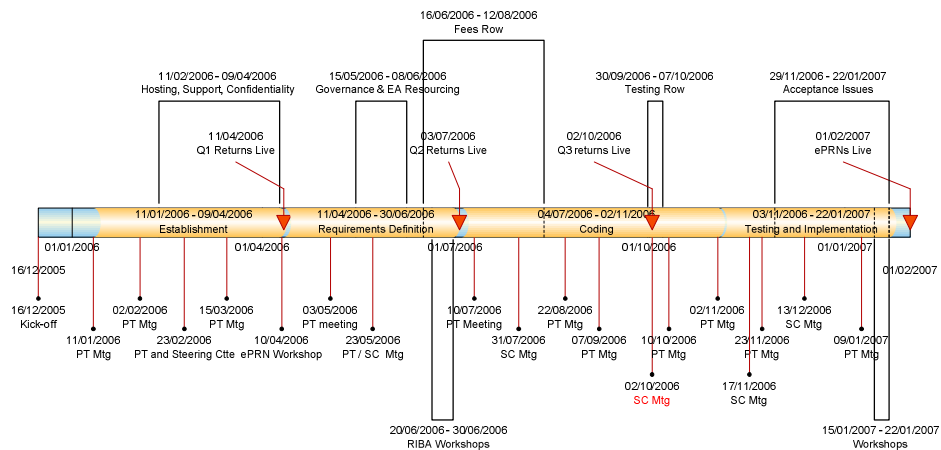 16/06/2006 - 12/08/2006
Fees Row
11/02/2006 - 09/04/2006
Hosting, Support, Confidentiality
15/05/2006 - 08/06/2006
Governance & EA Resourcing
30/09/2006 - 07/10/2006
Testing Row
29/11/2006 - 22/01/2007
Acceptance Issues
11/04/2006
Q1 Returns Live
03/07/2006
Q2 Returns Live
02/10/2006
Q3 returns Live
01/02/2007
ePRNs Live
11/01/2006 - 09/04/2006
Establishment
11/04/2006 - 30/06/2006
Requirements Definition
04/07/2006 - 02/11/2006
Coding
03/11/2006 - 22/01/2007
Testing and Implementation
01/01/2006
01/04/2006
01/07/2006
01/10/2006
01/01/2007
16/12/2005
01/02/2007
16/12/2005
Kick-off
02/02/2006
PT Mtg
15/03/2006
PT Mtg
03/05/2006
PT meeting
10/07/2006
PT Meeting
22/08/2006
PT Mtg
02/11/2006
PT Mtg
13/12/2006
SC Mtg
11/01/2006
PT Mtg
23/02/2006
PT and Steering Ctte
10/04/2006
ePRN Workshop
23/05/2006
PT / SC Mtg
31/07/2006
SC Mtg
07/09/2006
PT Mtg
10/10/2006
PT Mtg
23/11/2006
PT Mtg
09/01/2007
PT Mtg
02/10/2006
SC Mtg
17/11/2006
SC Mtg
20/06/2006 - 30/06/2006
RIBA Workshops
15/01/2007 - 22/01/2007
Workshops